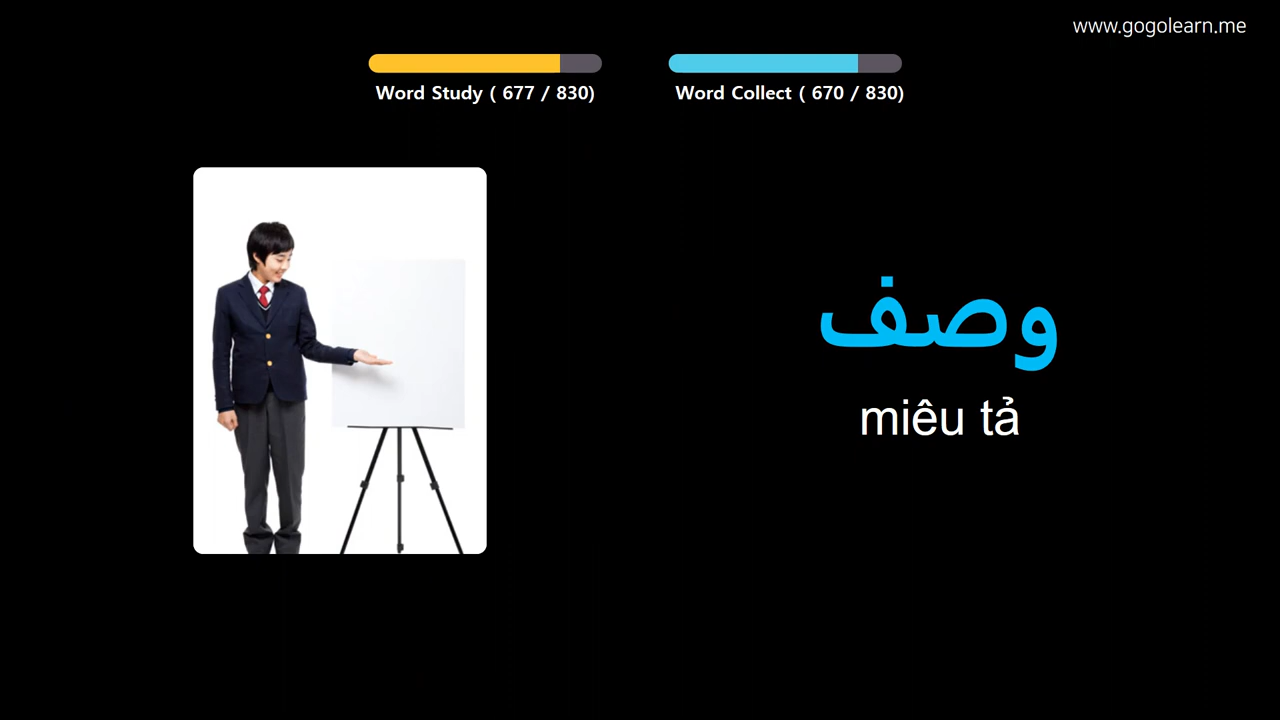 www.gogolearn.me
Word Study ( 677 / 830)
Word Collect ( 670 / 830)
وصف
miêu tả